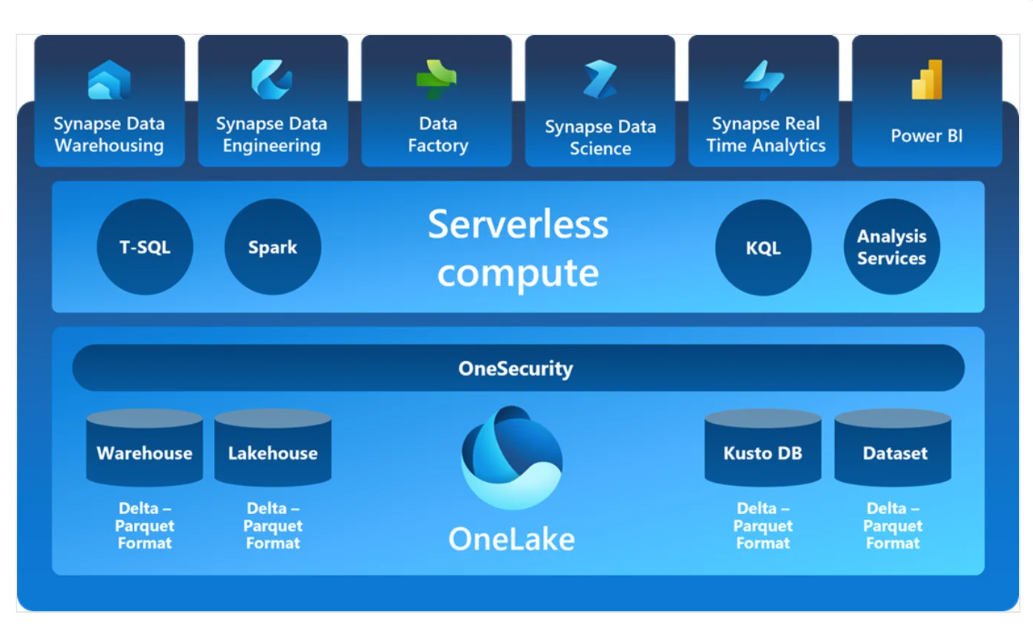 Synapse Data
Warehousing
Synapse Data
Engineering
Data
Factory
Synapse Data
Science
Synapse Real
Time Analytics
Power BI
T-SQL
Spark
Serverless
compute
KQL
Analysis
Services
OneSecurity
Warehouse
Lakehouse
Kusto DB
Dataset
Delta –
Parquet
Format
Delta –
Parquet
Format
OneLake
Delta –
Parquet
Format
Delta –
Parquet
Format